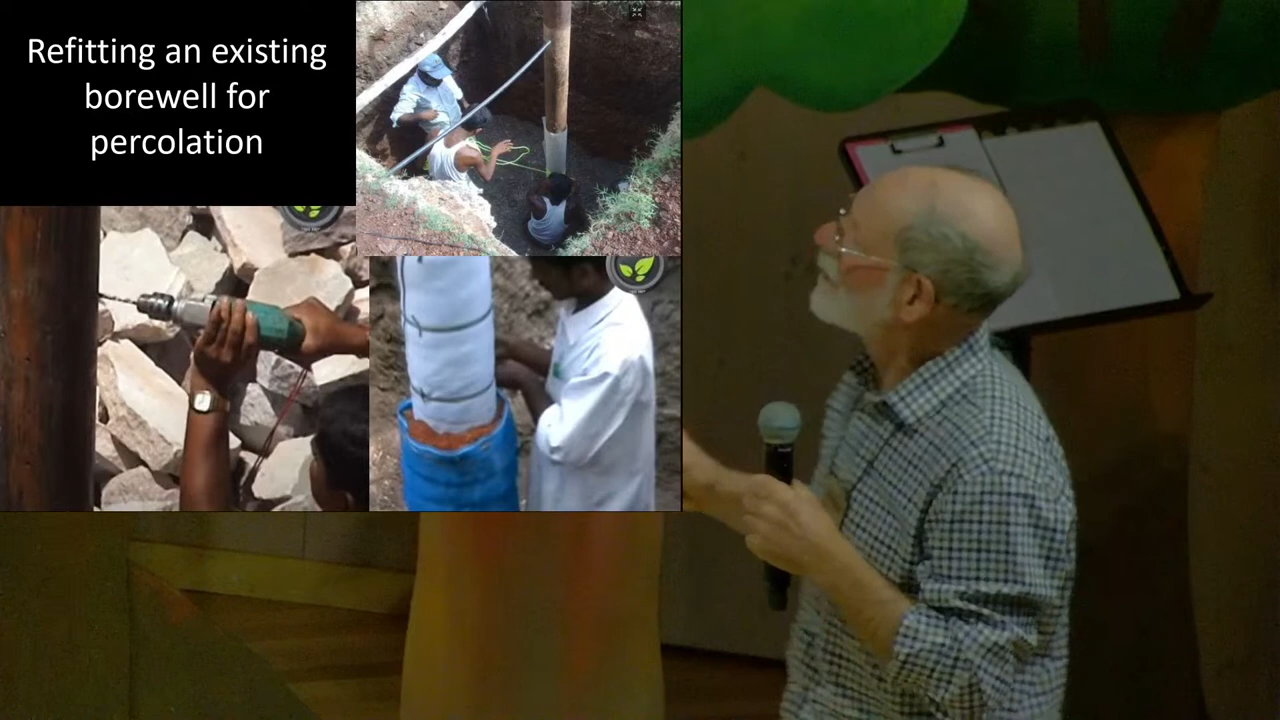 Refitting an existing
borewell for
percolation